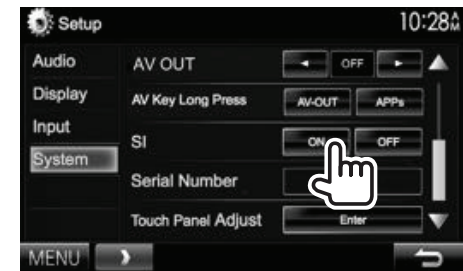 Setup
10:28AM
Audio
Display
Input
System
AV OUT
OFF
AV Key Long Press
AV-OUT
APPs
SI
ON
OFF
Serial Number
Touch Panel Adjust
Enter
MENU